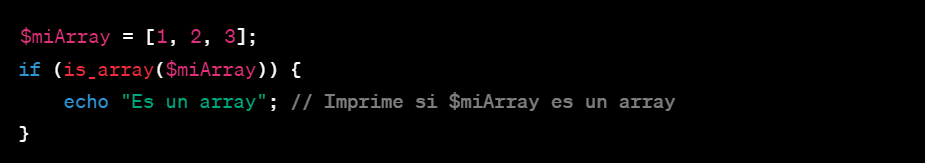 $miArray = [1, 2, 3];
if (is_array($miArray)) {
    echo "Es un array"; // Imprime si $miArray es un array
}